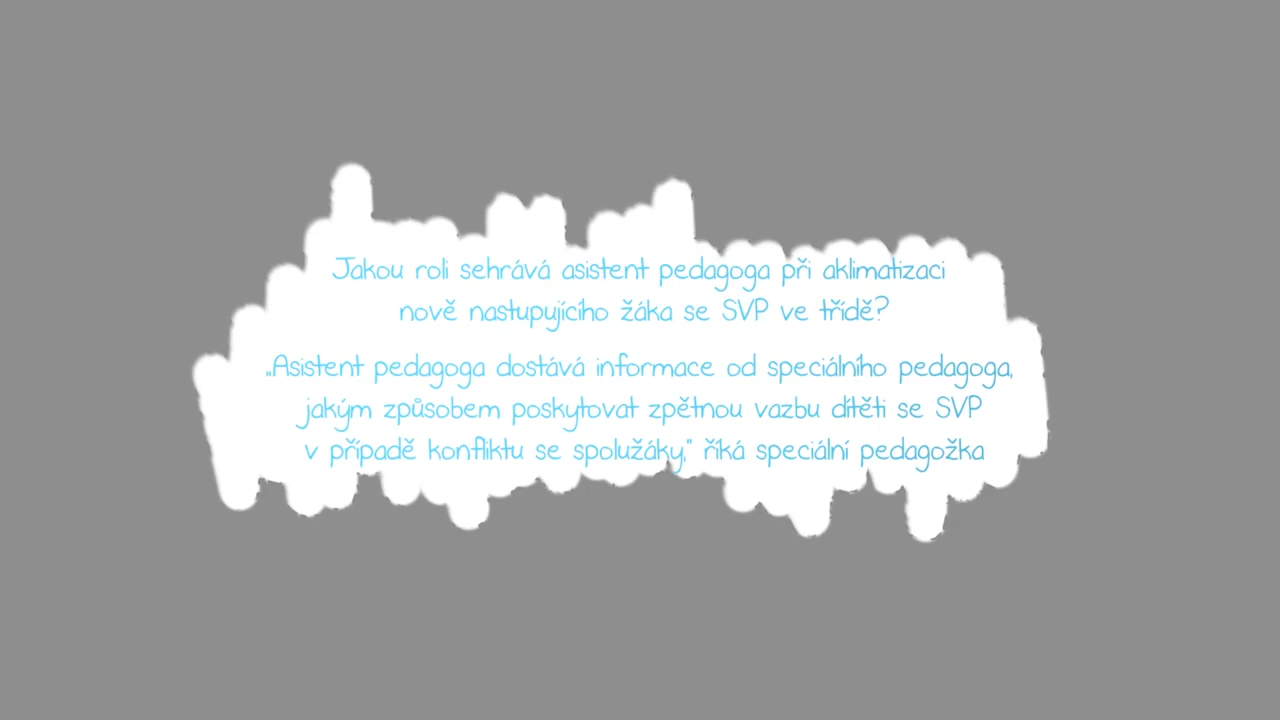 Jakou roli sehrává asistent pedagoga při aklimatizaci
nově nastupujícího žáka se SVP ve třídě?
„Asistent pedagoga dostává informace od speciálního pedagoga,
jakým způsobem poskytovat zpětnou vazbu dítěti se SVP
v případě konfliktu se spolužáky,“ říká speciální pedagožka